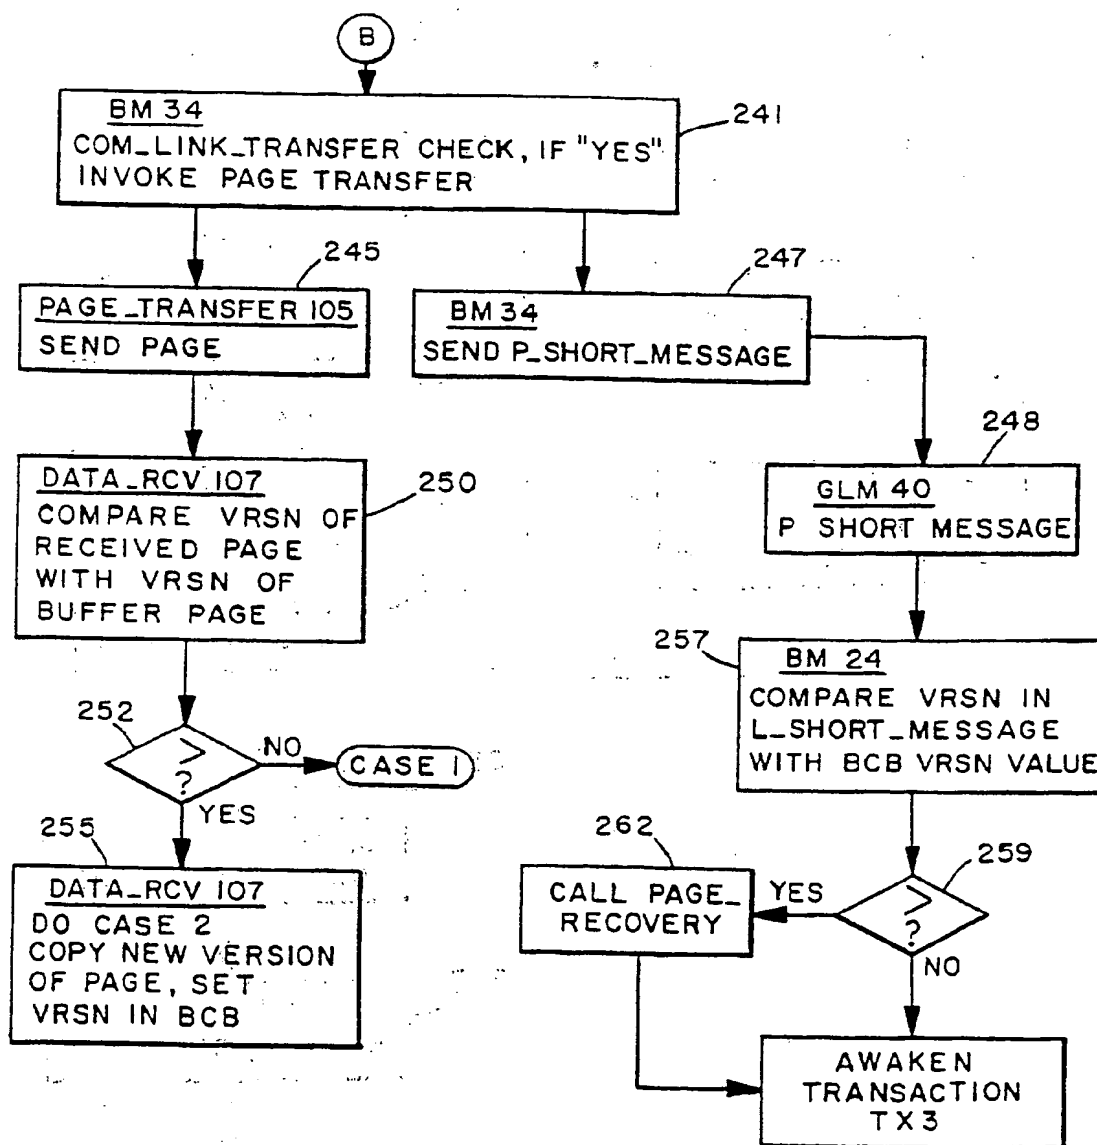 B
BM 34
COM_LINK_TRANSFER CHECK, IF "YES"
INVOKE PAGE TRANSFER
241
245
PAGE_TRANSFER 105
SEND PAGE
247
BM 34
SEND P_SHORT_MESSAGE
248
GLM 40
P SHORT MESSAGE
DATA_RCV 107
COMPARE VRSN OF
RECEIVED PAGE
WITH VRSN OF
BUFFER PAGE
250
257
BM 24
COMPARE VRSN IN
L_SHORT_MESSAGE
WITH BCB VRSN VALUE
252
>
?
NO
CASE 1
YES
255
DATA_RCV 107
DO CASE 2
COPY NEW VERSION
OF PAGE, SET
VRSN IN BCB
262
CALL PAGE_
RECOVERY
YES
259
>
?
NO
AWAKEN
TRANSACTION
TX3